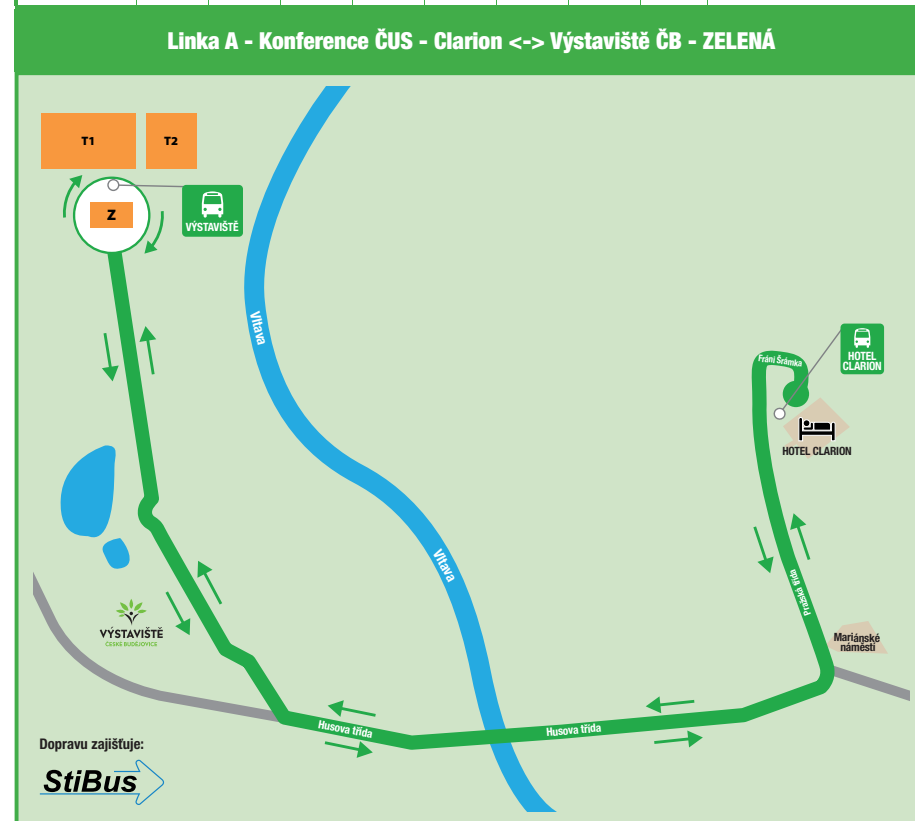 Linka A - Konference ČUS - Clarion <-> Výstaviště ČB - ZELENÁ
T1
T2
Z
VÝSTAVIŠTĚ
Vltava
HOTEL
CLARION
Fráni Šrámka
HOTEL CLARION
Vltava
Pražská třída
VÝSTAVIŠTĚ
ČESKÉ BUDĚJOVICE
Mariánské
náměstí
Husova třída
Husova třída
Dopravu zajišťuje:
StiBus